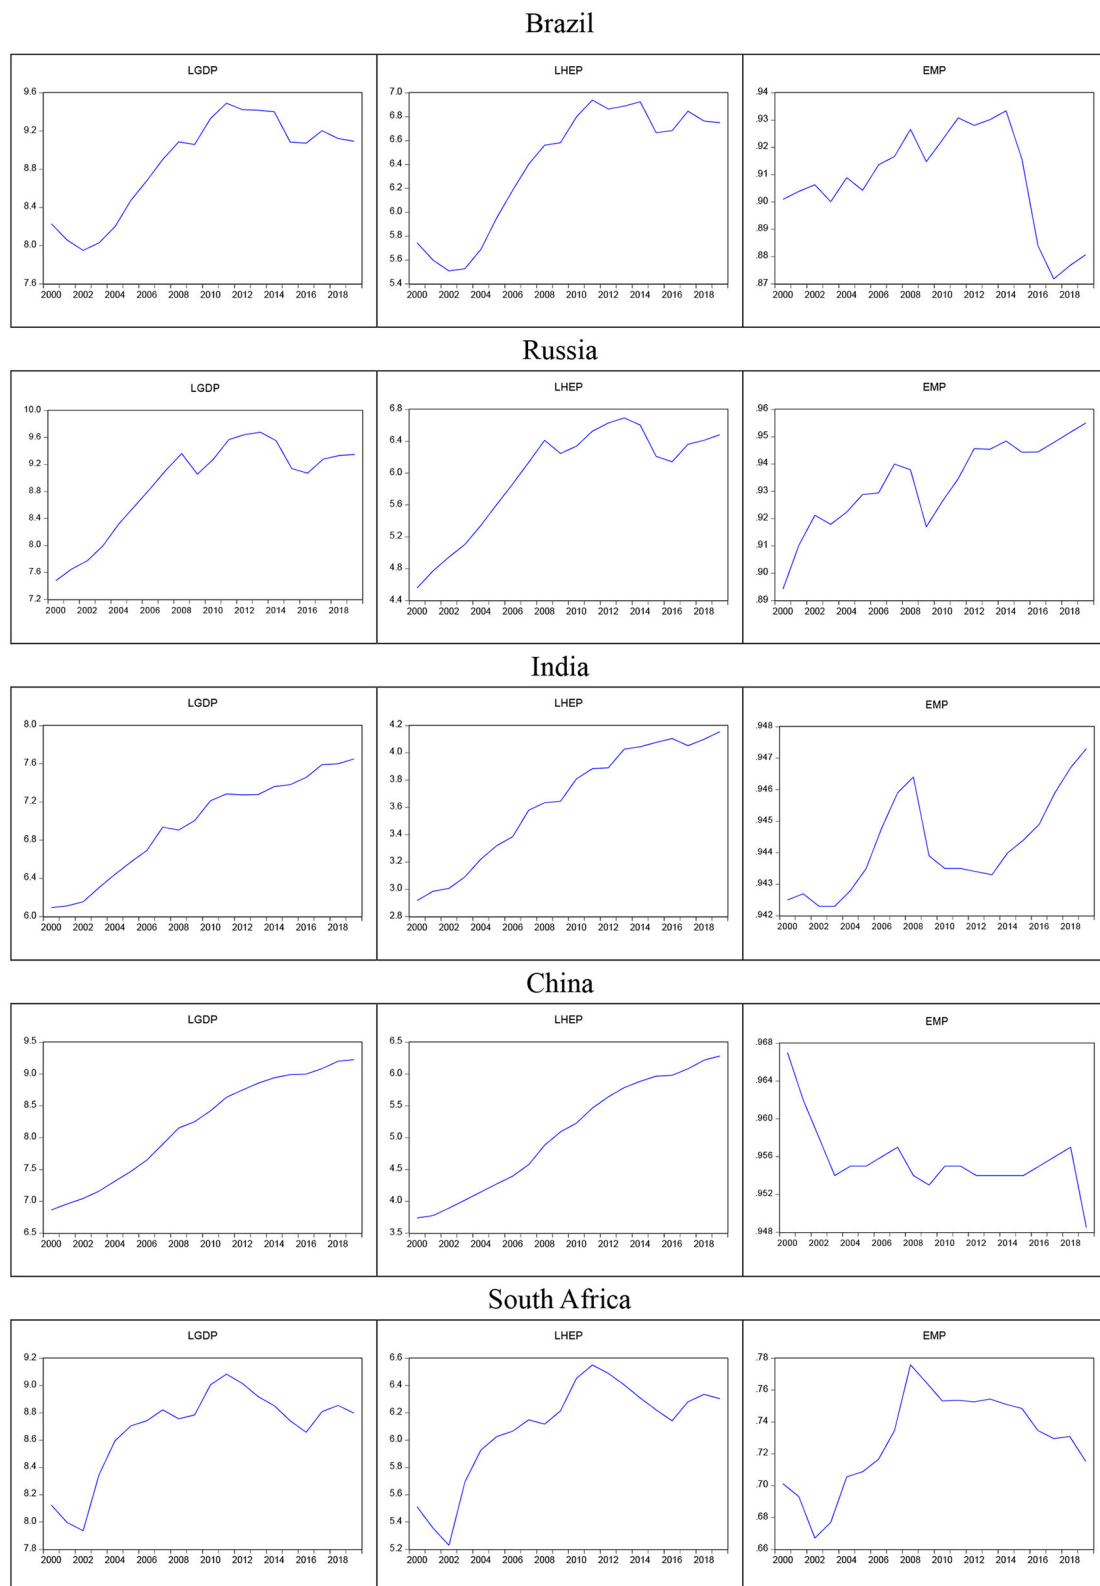 Brazil
LGDP LHEP EMP
9.6 7.0 .94
9.2 6.8 .93
8.8 6.6 .92
8.4 6.4 .91
8.0 6.2 .90
7.6 6.0 .89
5.8 .88
5.6 .87
5.4
2000 2002 2004 2006 2008 2010 2012 2014 2016 2018 2000 2002 2004 2006 2008 2010 2012 2014 2016 2018 2000 2002 2004 2006 2008 2010 2012 2014 2016 2018
Russia
LGDP LHEP EMP
10.0 6.8 .96
9.6 6.4 .95
9.2 6.0 .94
8.8 5.6 .93
8.4 5.2 .92
8.0 4.8 .91
7.6 4.4 .90
7.2 .89
2000 2002 2004 2006 2008 2010 2012 2014 2016 2018 2000 2002 2004 2006 2008 2010 2012 2014 2016 2018 2000 2002 2004 2006 2008 2010 2012 2014 2016 2018
India
LGDP LHEP EMP
8.0 4.2 .948
7.6 4.0 .947
7.2 3.8 .946
6.8 3.6 .945
6.4 3.4 .944
6.0 3.2 .943
3.0 .942
2.8
2000 2002 2004 2006 2008 2010 2012 2014 2016 2018 2000 2002 2004 2006 2008 2010 2012 2014 2016 2018 2000 2002 2004 2006 2008 2010 2012 2014 2016 2018
China
LGDP LHEP EMP
9.5 6.5 .968
9.0 6.0 .964
8.5 5.5 .960
8.0 5.0 .956
7.5 4.5 .952
7.0 4.0 .948
6.5 3.5
2000 2002 2004 2006 2008 2010 2012 2014 2016 2018 2000 2002 2004 2006 2008 2010 2012 2014 2016 2018 2000 2002 2004 2006 2008 2010 2012 2014 2016 2018
South Africa
LGDP LHEP EMP
9.2 6.6 .78
9.0 6.4 .76
8.8 6.2 .74
8.6 6.0 .72
8.4 5.8 .70
8.2 5.6 .68
8.0 5.4 .66
7.8 5.2
2000 2002 2004 2006 2008 2010 2012 2014 2016 2018 2000 2002 2004 2006 2008 2010 2012 2014 2016 2018 2000 2002 2004 2006 2008 2010 2012 2014 2016 2018